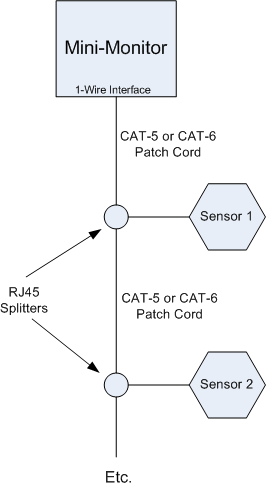 Mini-Monitor
1-Wire Interface
CAT-5 or CAT-6
Patch Cord
Sensor 1
RJ45
Splitters
CAT-5 or CAT-6
Patch Cord
Sensor 2
Etc.